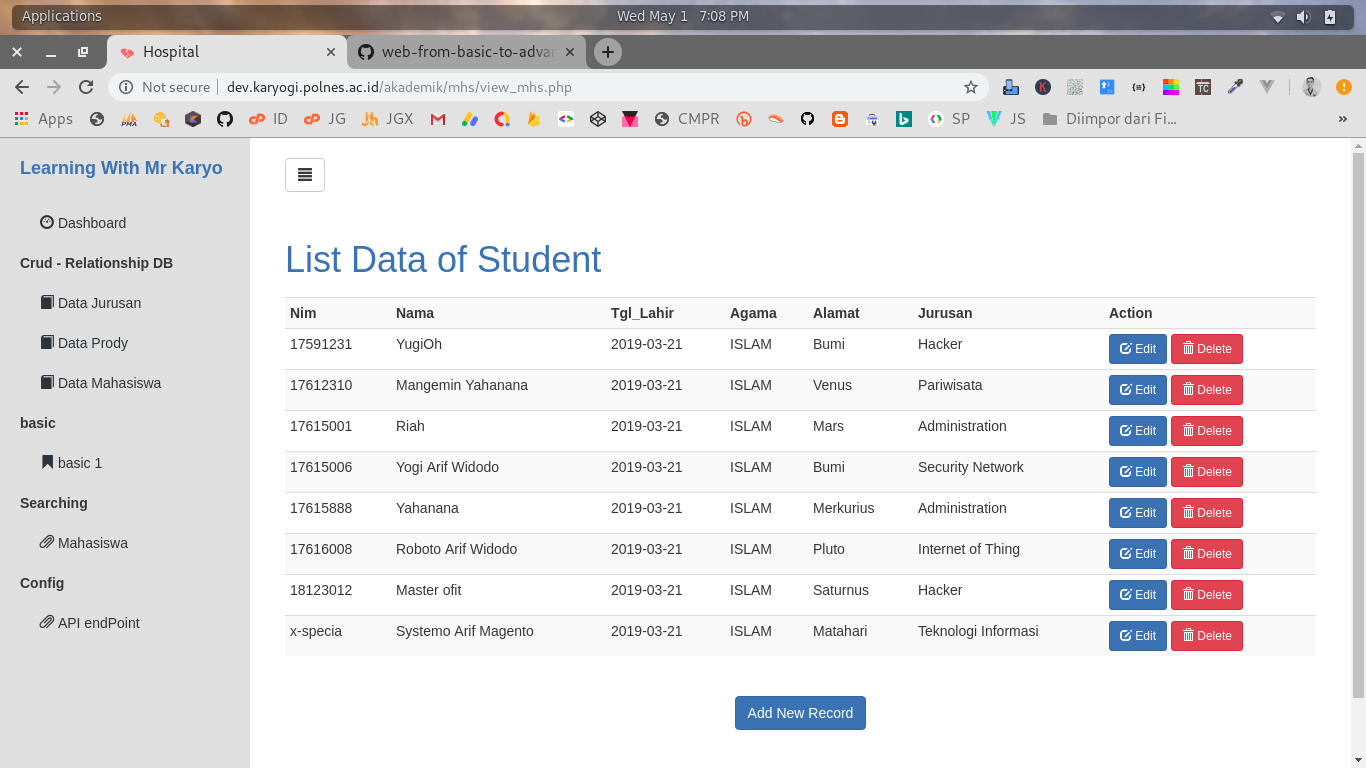 Applications
Wed May 1 7:08 PM
Hospital
web-from-basic-to-advan
Not secure
dev.karyogi.polnes.ac.id/akademik/mhs/view_mhs.php
Apps ID JG JGX CMPR SP JS Diimpor dari Fi... »
Learning With Mr Karyo
Dashboard
Crud - Relationship DB
Data Jurusan
Data Prody
Data Mahasiswa
basic
basic 1
Searching
Mahasiswa
Config
API endPoint
List Data of Student
Nim Nama Tgl_Lahir Agama Alamat Jurusan Action
17591231 YugiOh 2019-03-21 ISLAM Bumi Hacker Edit Delete
17612310 Mangemin Yahanana 2019-03-21 ISLAM Venus Pariwisata Edit Delete
17615001 Riah 2019-03-21 ISLAM Mars Administration Edit Delete
17615006 Yogi Arif Widodo 2019-03-21 ISLAM Bumi Security Network Edit Delete
17615888 Yahanana 2019-03-21 ISLAM Merkurius Administration Edit Delete
17616008 Roboto Arif Widodo 2019-03-21 ISLAM Pluto Internet of Thing Edit Delete
18123012 Master ofit 2019-03-21 ISLAM Saturnus Hacker Edit Delete
x-specia Systemo Arif Magento 2019-03-21 ISLAM Matahari Teknologi Informasi Edit Delete
Add New Record